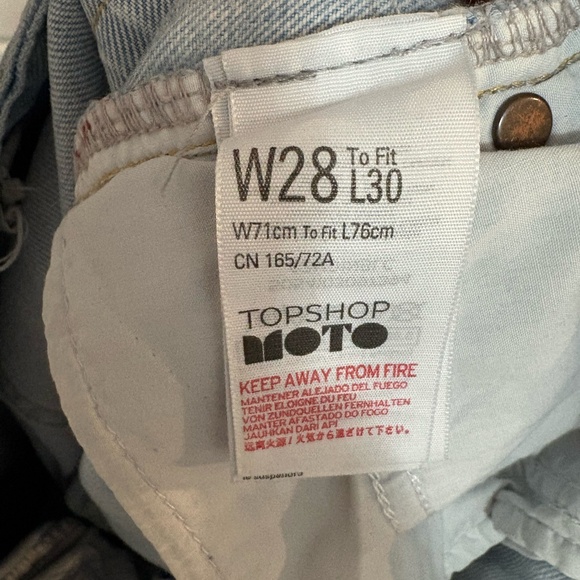 W28 To Fit L30
W71cm To Fit L76cm
CN 165/72A
TOPSHOP
MOTO
KEEP AWAY FROM FIRE
MANTENER ALEJADO DEL FUEGO
TENIR ELOIGNE DU FEU
VON ZUNDQUELLEN FERNHALTEN
MANTER AFASTADO DO FOGO
JAUHKAN DARI API
远离火源/火気から遠ざけて下さい。